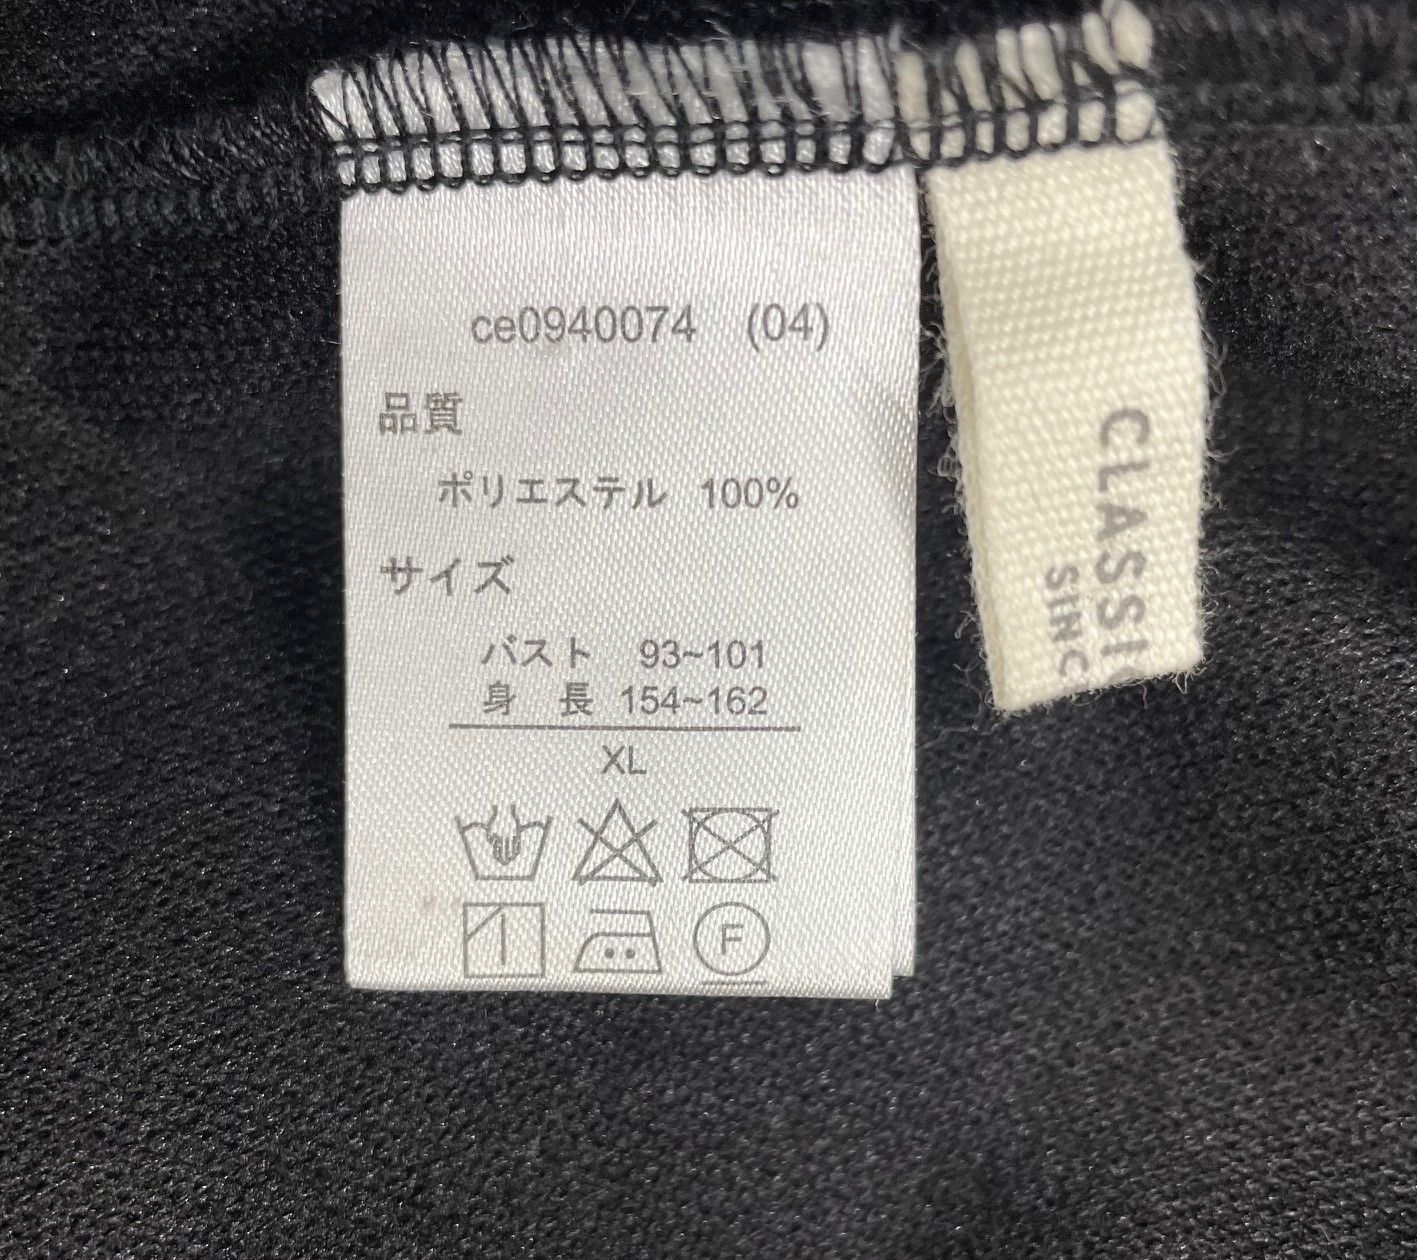 ce0940074 (04)
品質
ポリエステル 100%
サイズ
バスト 93~101
身 長 154~162
XL
F
CLASSI
SINC